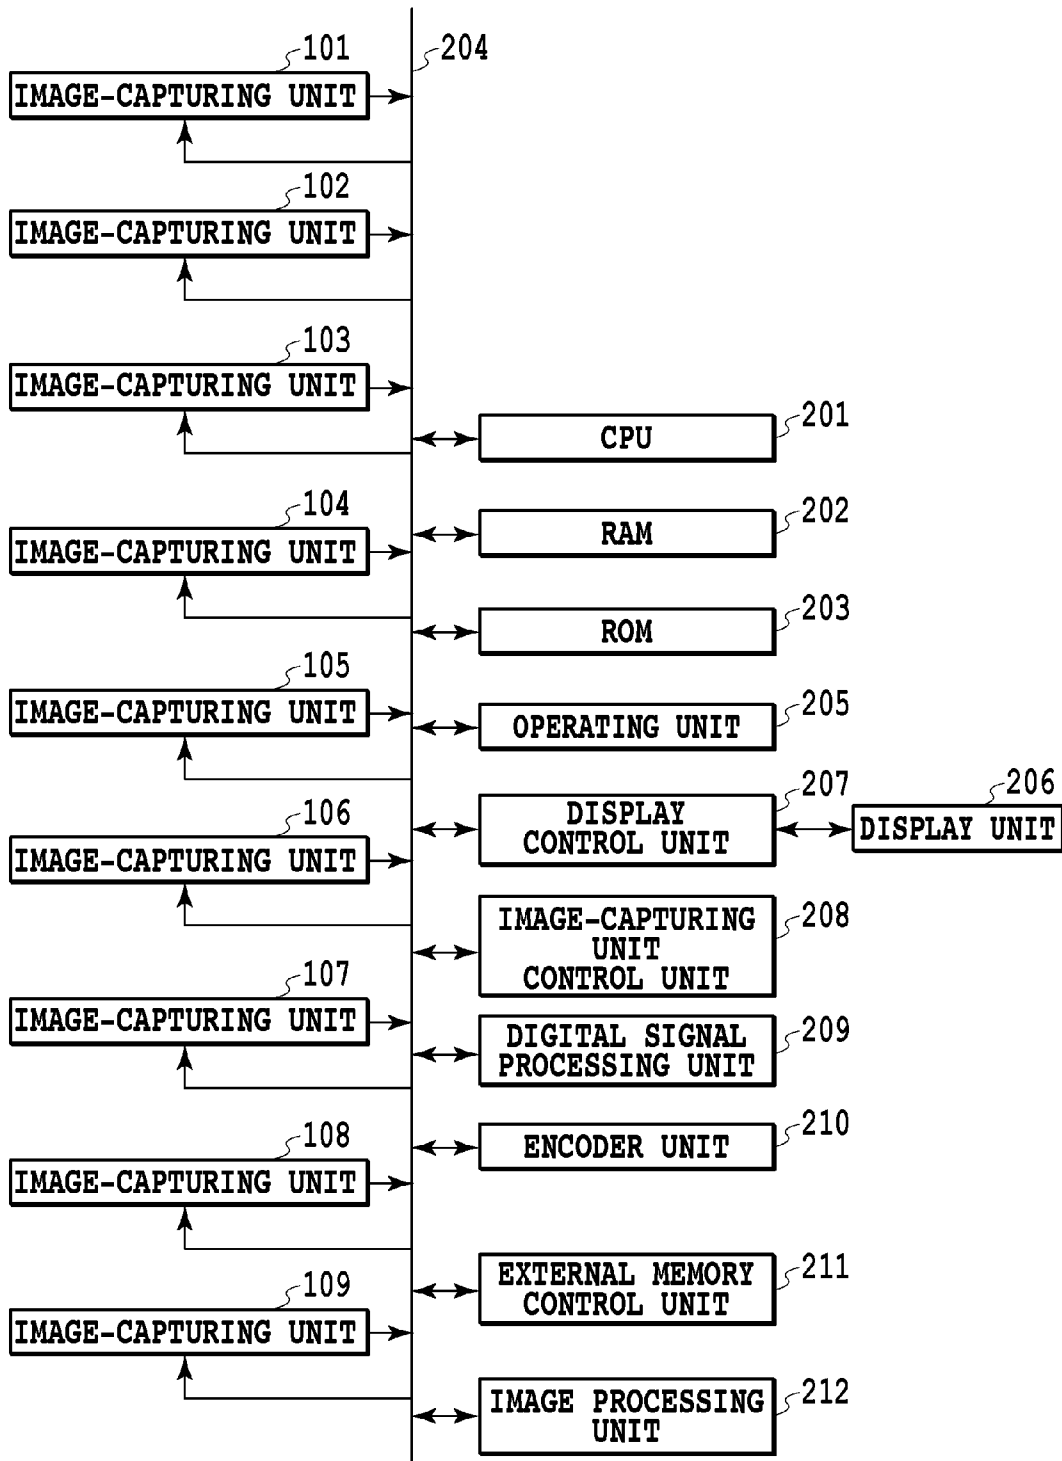 101
204
IMAGE-CAPTURING UNIT
102
IMAGE-CAPTURING UNIT
103
IMAGE-CAPTURING UNIT
201
CPU
104
IMAGE-CAPTURING UNIT
202
RAM
203
ROM
105
IMAGE-CAPTURING UNIT
205
OPERATING UNIT
207
DISPLAY
CONTROL UNIT
206
DISPLAY UNIT
106
IMAGE-CAPTURING UNIT
208
IMAGE-CAPTURING
UNIT
CONTROL UNIT
107
IMAGE-CAPTURING UNIT
209
DIGITAL SIGNAL
PROCESSING UNIT
210
ENCODER UNIT
108
IMAGE-CAPTURING UNIT
211
EXTERNAL MEMORY
CONTROL UNIT
109
IMAGE-CAPTURING UNIT
212
IMAGE PROCESSING
UNIT